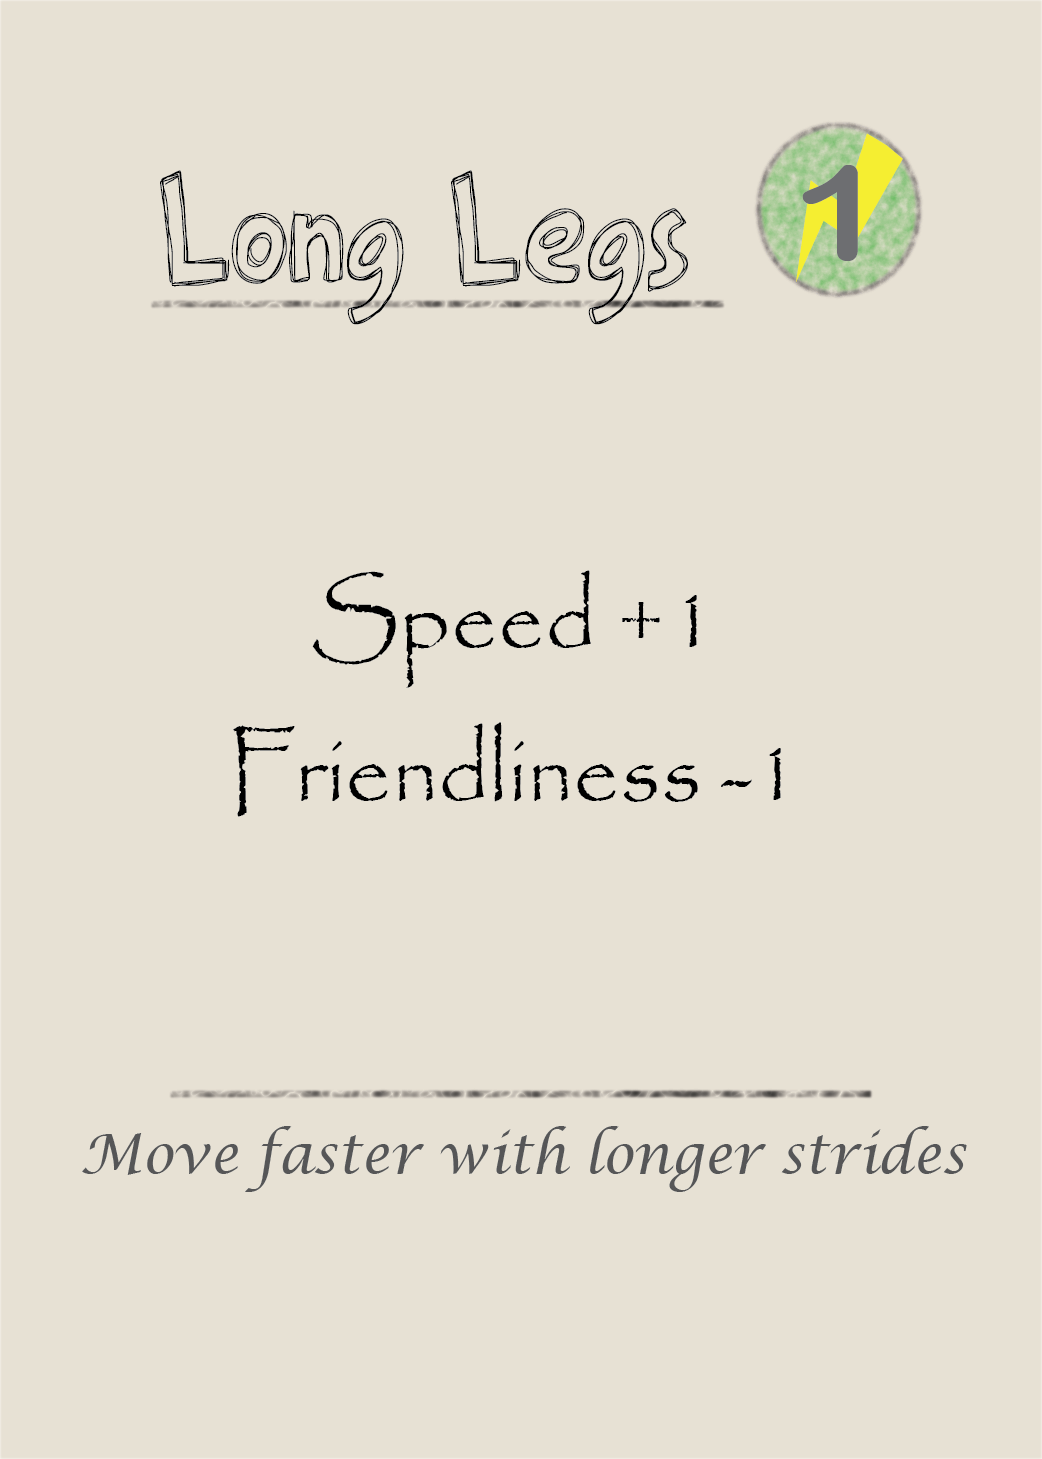 Long Legs
1
Speed +1
Friendliness -1
Move faster with longer strides